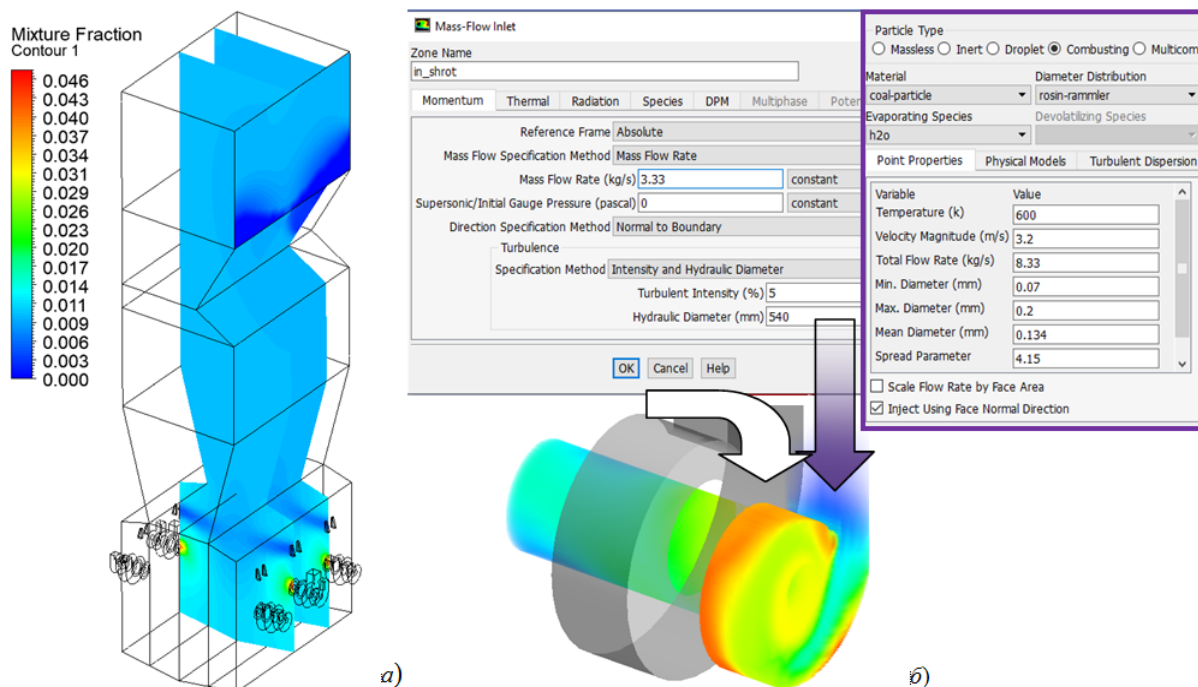 Mixture Fraction
Contour 1
0.046
0.043
0.040
0.037
0.034
0.031
0.029
0.026
0.023
0.020
0.017
0.014
0.011
0.009
0.006
0.003
0.000
а)
Mass-Flow Inlet
Zone Name
in_shrot
Momentum Thermal Radiation Species DPM Multiphase Poten
Reference Frame Absolute
Mass Flow Specification Method Mass Flow Rate
Mass Flow Rate (kg/s) 3.33 constant
Supersonic/Initial Gauge Pressure (pascal) 0 constant
Direction Specification Method Normal to Boundary
Turbulence
Specification Method Intensity and Hydraulic Diameter
Turbulent Intensity (%) 5
Hydraulic Diameter (mm) 540
OK Cancel Help
Particle Type
Massless Inert Droplet Combusting Multicom
Material Diameter Distribution
coal-particle rosin-rammler
Evaporating Species Devolatilizing Species
h2o
Point Properties Physical Models Turbulent Dispersion
Variable Value
Temperature (k) 600
Velocity Magnitude (m/s) 3.2
Total Flow Rate (kg/s) 8.33
Min. Diameter (mm) 0.07
Max. Diameter (mm) 0.2
Mean Diameter (mm) 0.134
Spread Parameter 4.15
Scale Flow Rate by Face Area
Inject Using Face Normal Direction
б)